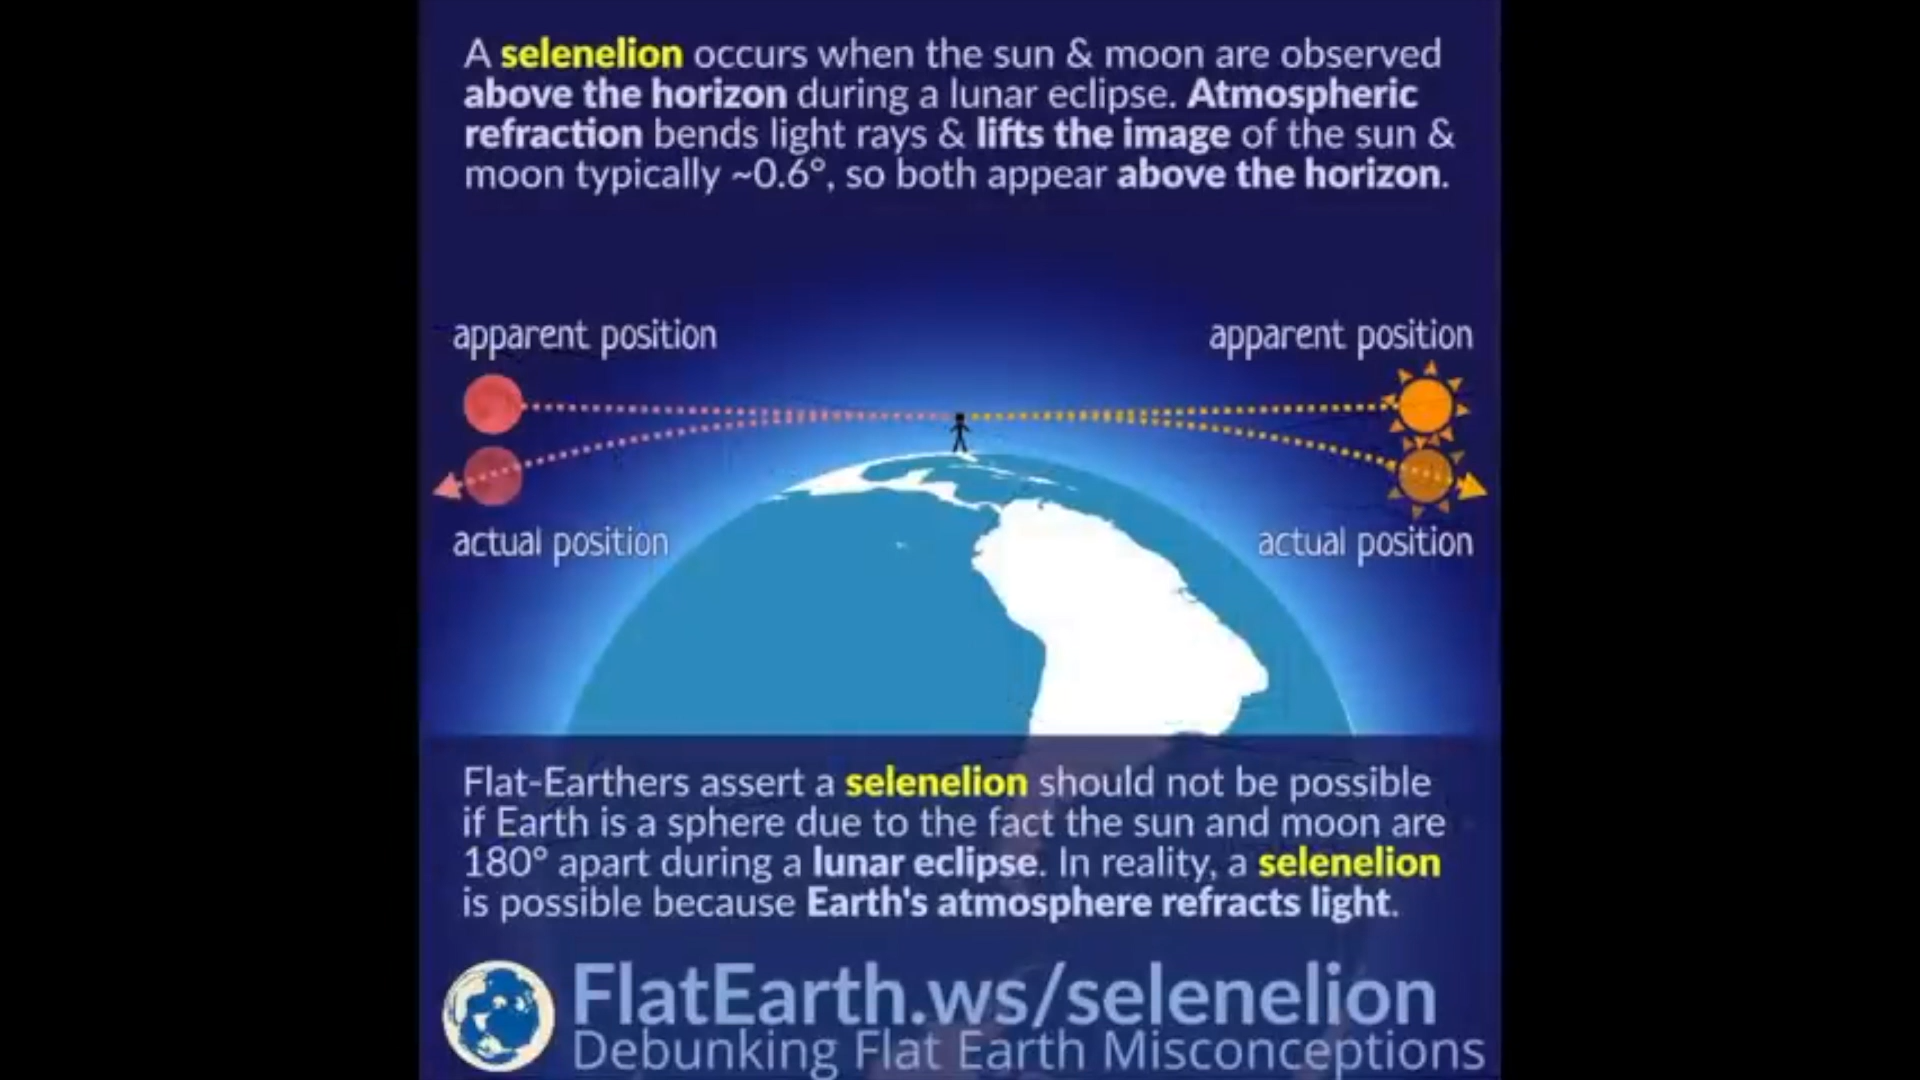 A selenelion occurs when the sun & moon are observed
above the horizon during a lunar eclipse. Atmospheric
refraction bends light rays & lifts the image of the sun &
moon typically ~0.6°, so both appear above the horizon.
apparent position
apparent position
actual position
actual position
Flat-Earthers assert a selenelion should not be possible
if Earth is a sphere due to the fact the sun and moon are
180° apart during a lunar eclipse. In reality, a selenelion
is possible because Earth's atmosphere refracts light.
FlatEarth.ws/selenelion
Debunking Flat Earth Misconceptions